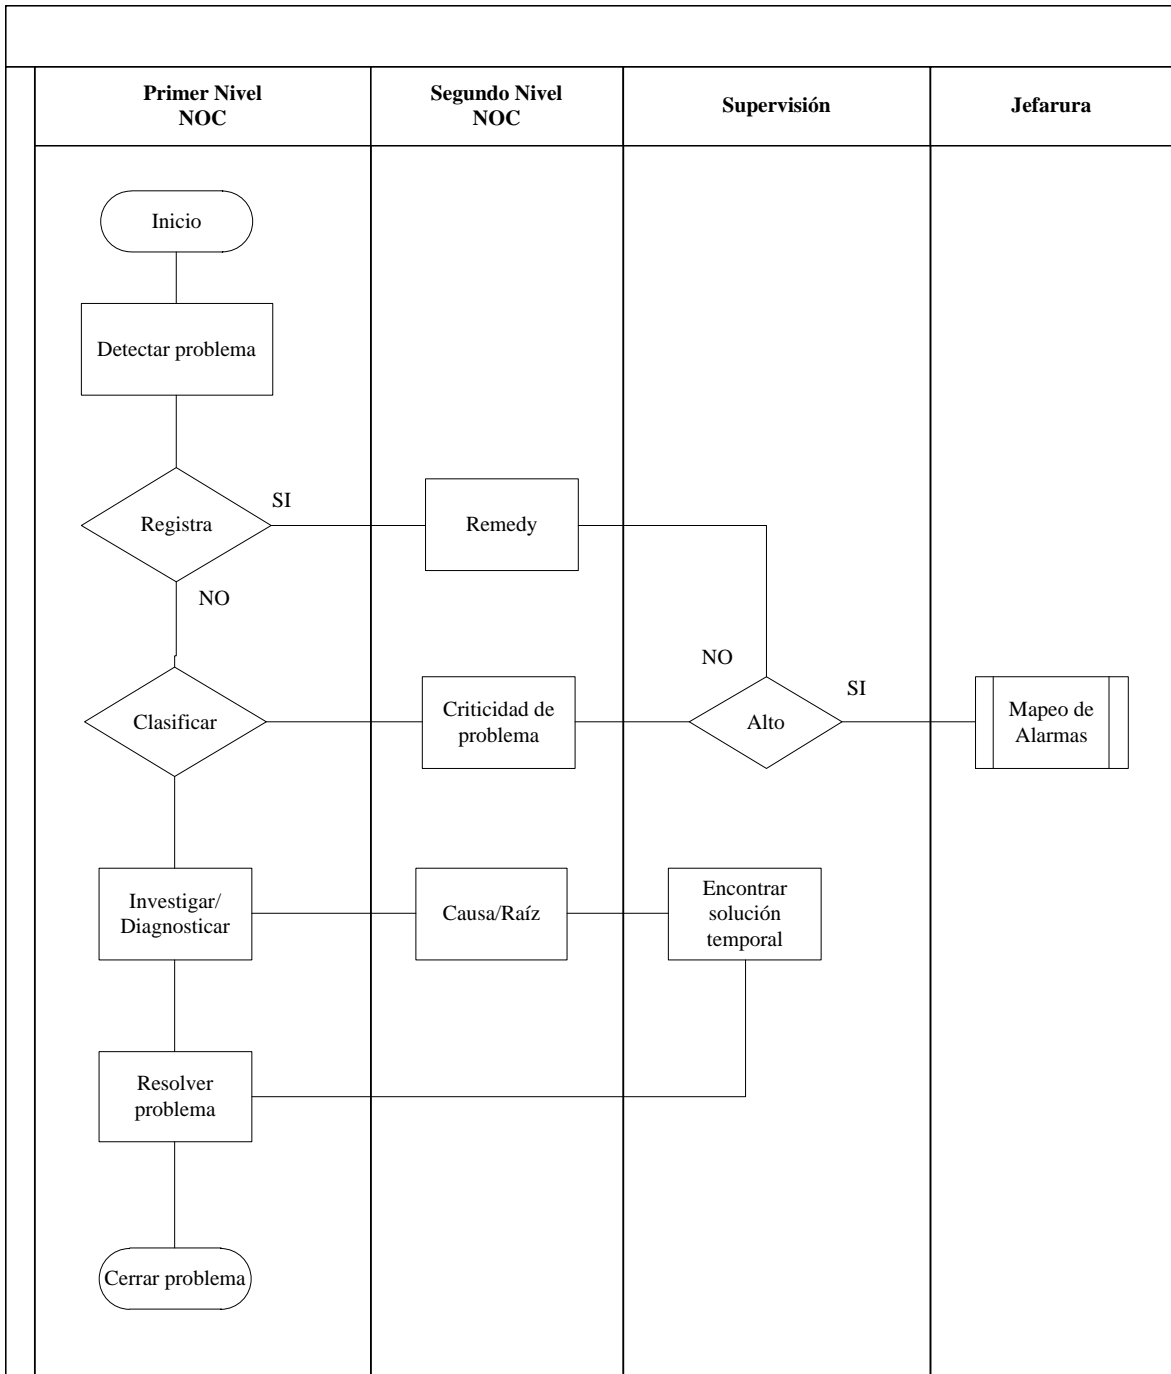 Primer Nivel
NOC
Segundo Nivel
NOC
Supervisión
Jefarura
Inicio
Detectar problema
Registra
SI
Remedy
NO
Clasificar
Criticidad de
problema
NO
Alto
SI
Mapeo de
Alarmas
Investigar/
Diagnosticar
Causa/Raíz
Encontrar
solución
temporal
Resolver
problema
Cerrar problema